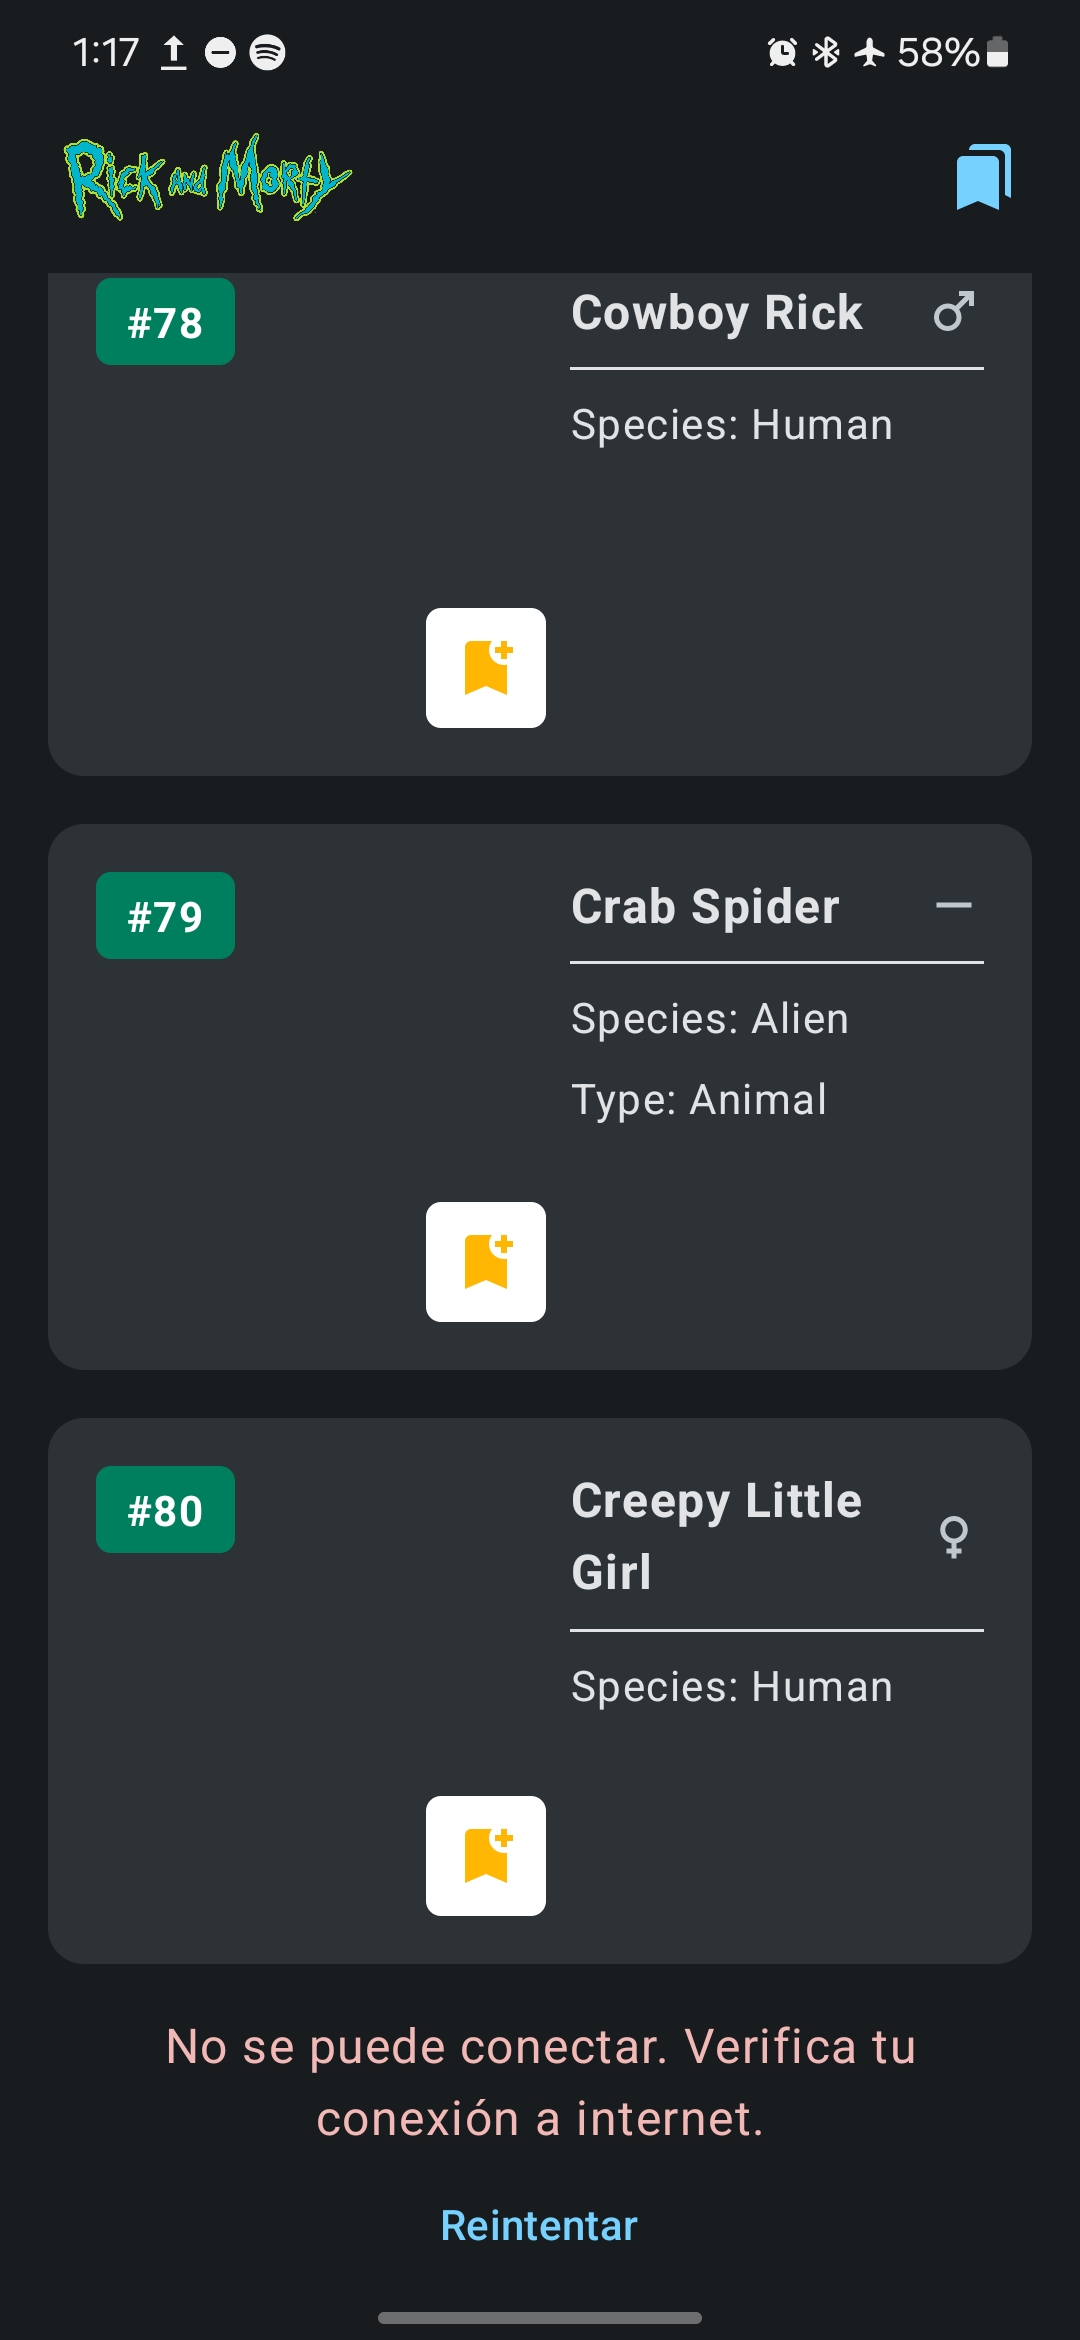 1:17 58%
Rick and Morty
#78
Cowboy Rick
Species: Human
#79
Crab Spider
Species: Alien
Type: Animal
#80
Creepy Little
Girl
Species: Human
No se puede conectar. Verifica tu
conexión a internet.
Reintentar